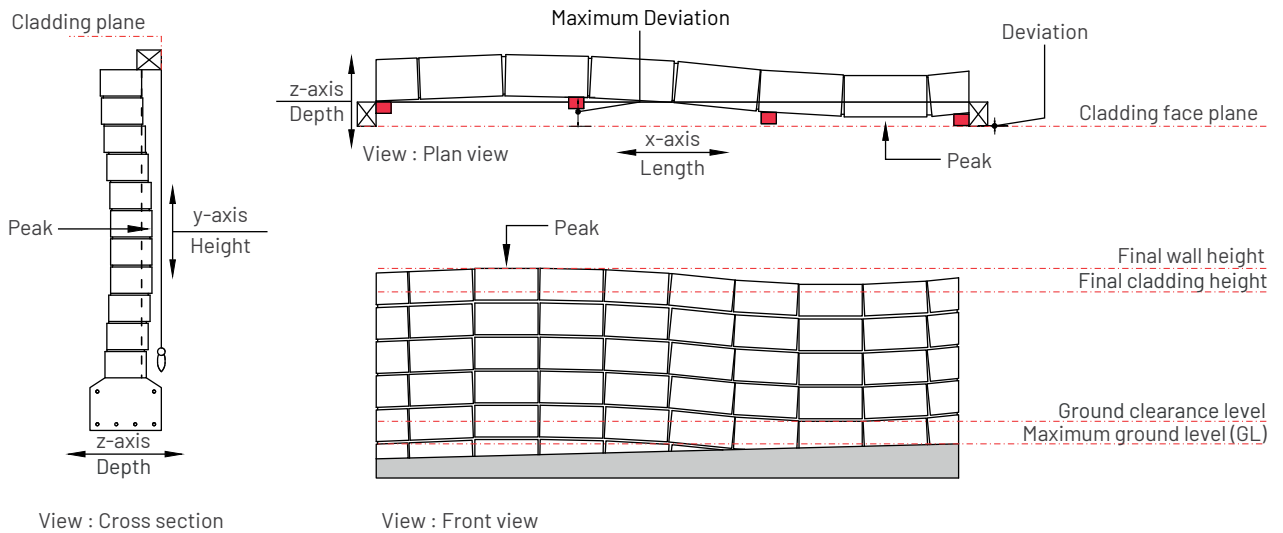 Cladding plane
Peak
y-axis
Height
z-axis
Depth
View : Cross section
Maximum Deviation
Deviation
z-axis
Depth
Cladding face plane
View : Plan view
x-axis
Length
Peak
Peak
Final wall height
Final cladding height
Ground clearance level
Maximum ground level (GL)
View : Front view